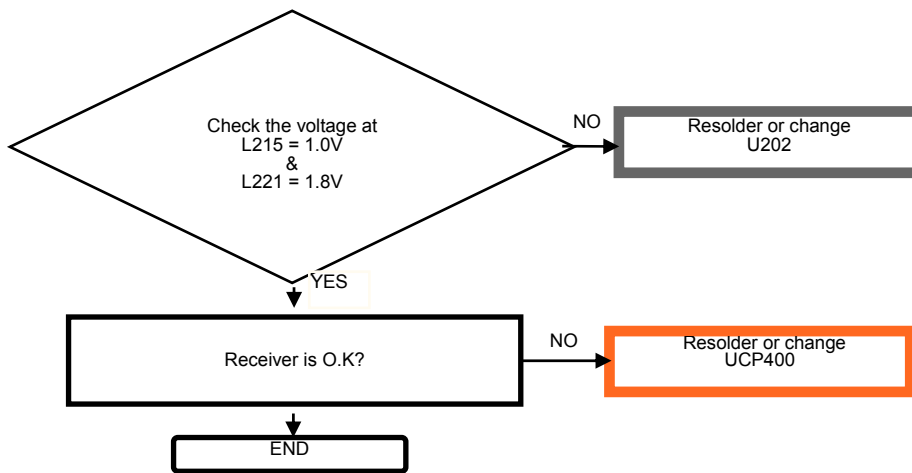 Check the voltage at
L215 = 1.0V
&
L221 = 1.8V
NO
Resolder or change
U202
YES
Receiver is O.K?
NO
Resolder or change
UCP400
END